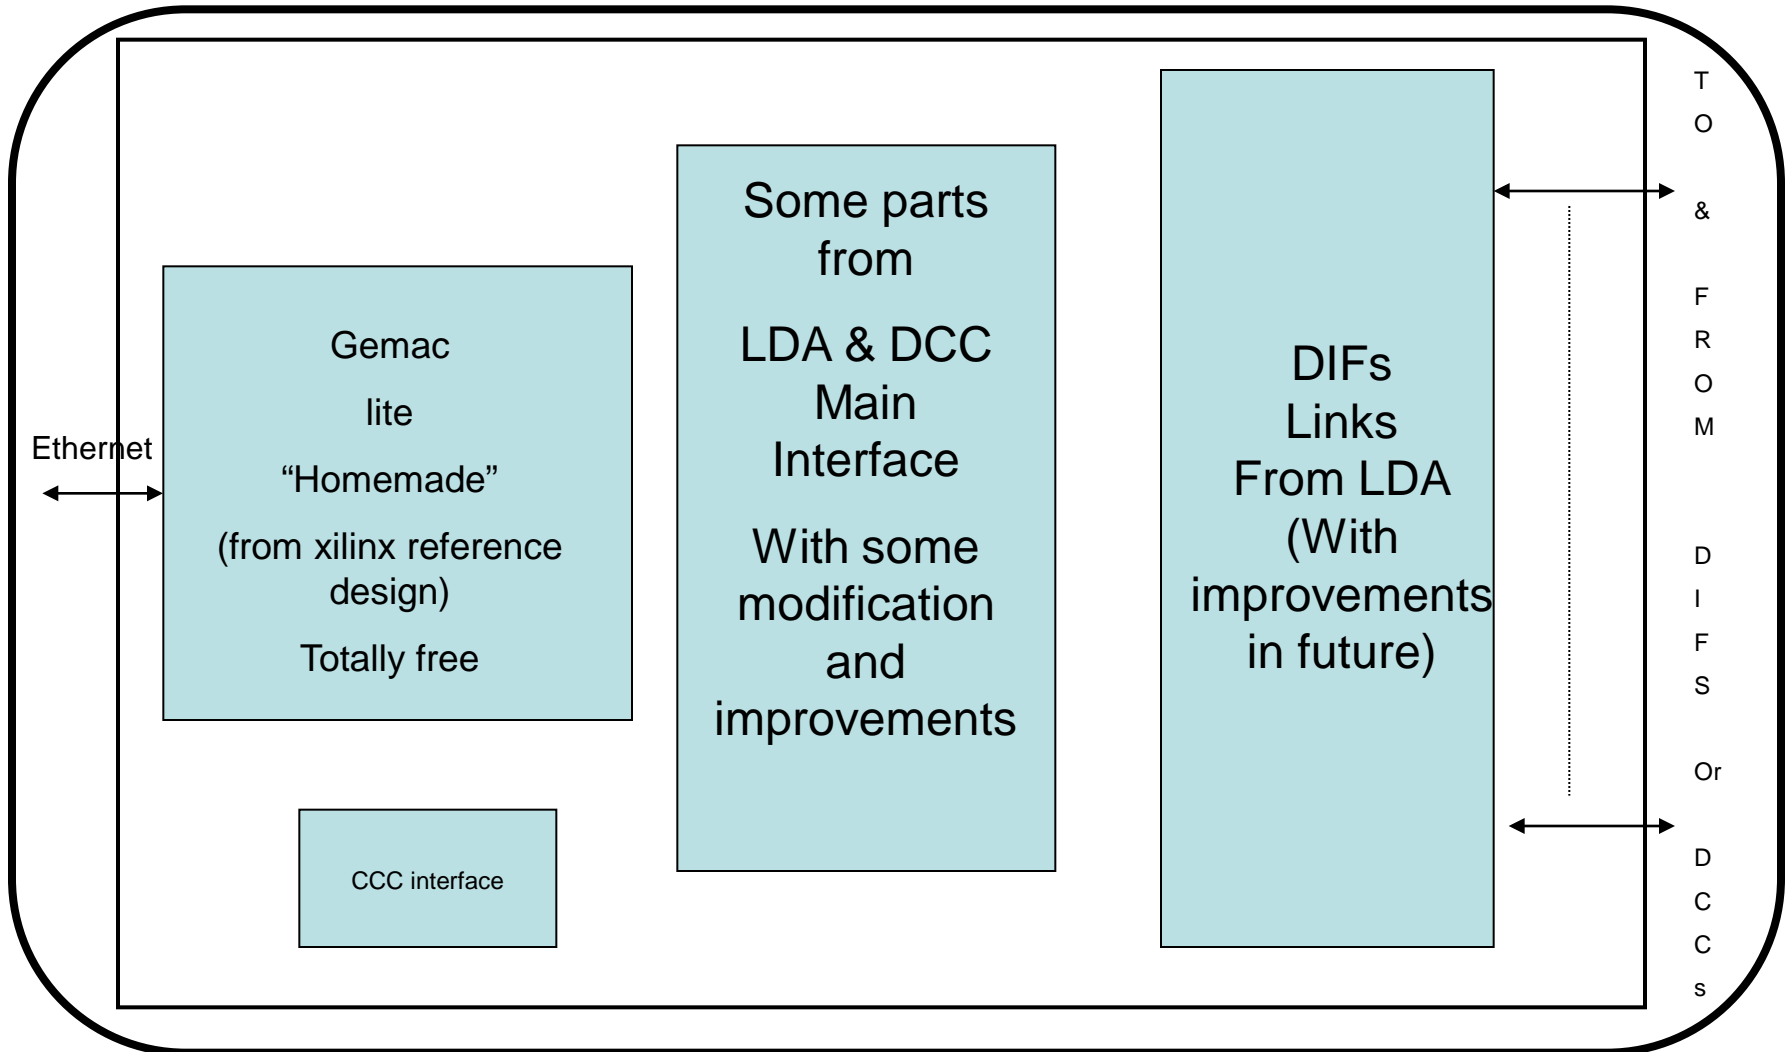 Ethernet
Gemac
lite
“Homemade”
(from xilinx reference
design)
Totally free
CCC interface
Some parts
from
LDA & DCC
Main
Interface
With some
modification
and
improvements
DIFs
Links
From LDA
(With
improvements
in future)
T
O
&
F
R
O
M
D
I
F
S
Or
D
C
C
s